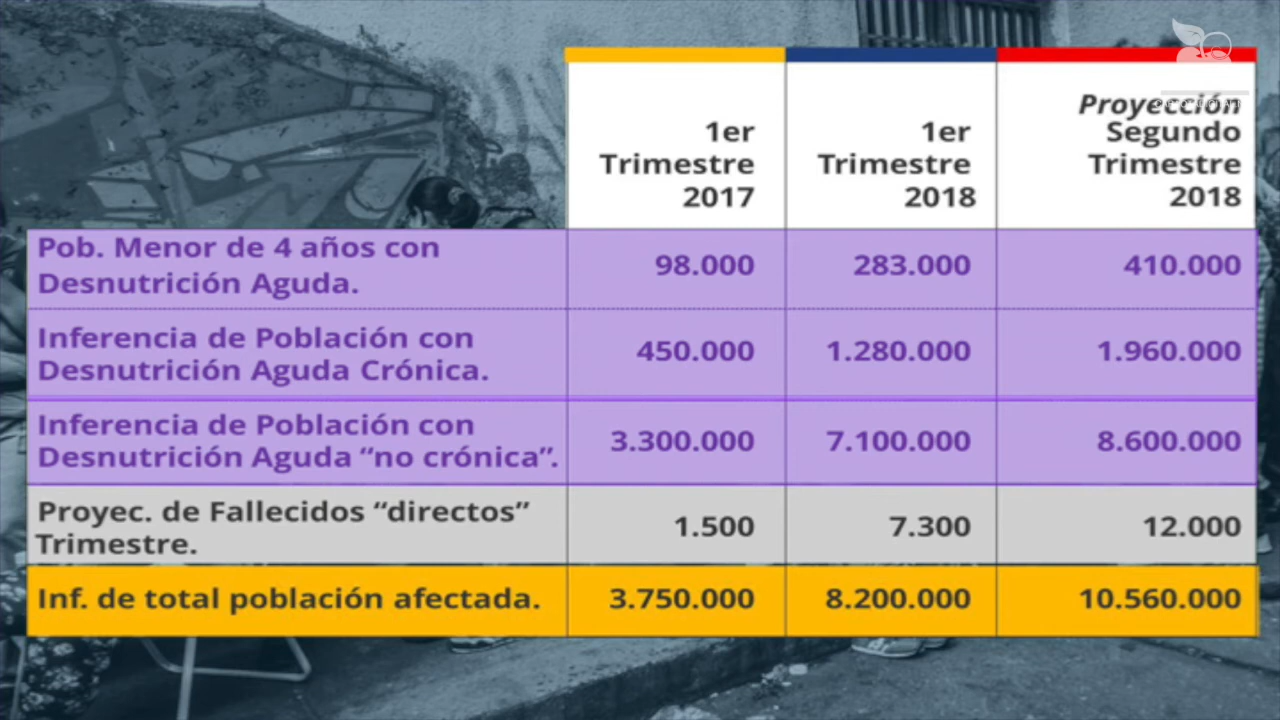 1er
Trimestre
2017
1er
Trimestre
2018
Proyección
Segundo
Trimestre
2018
Pob. Menor de 4 años con
Desnutrición Aguda.
98.000
283.000
410.000
Inferencia de Población con
Desnutrición Aguda Crónica.
450.000
1.280.000
1.960.000
Inferencia de Población con
Desnutrición Aguda “no crónica”.
3.300.000
7.100.000
8.600.000
Proyec. de Fallecidos “directos”
Trimestre.
1.500
7.300
12.000
Inf. de total población afectada.
3.750.000
8.200.000
10.560.000